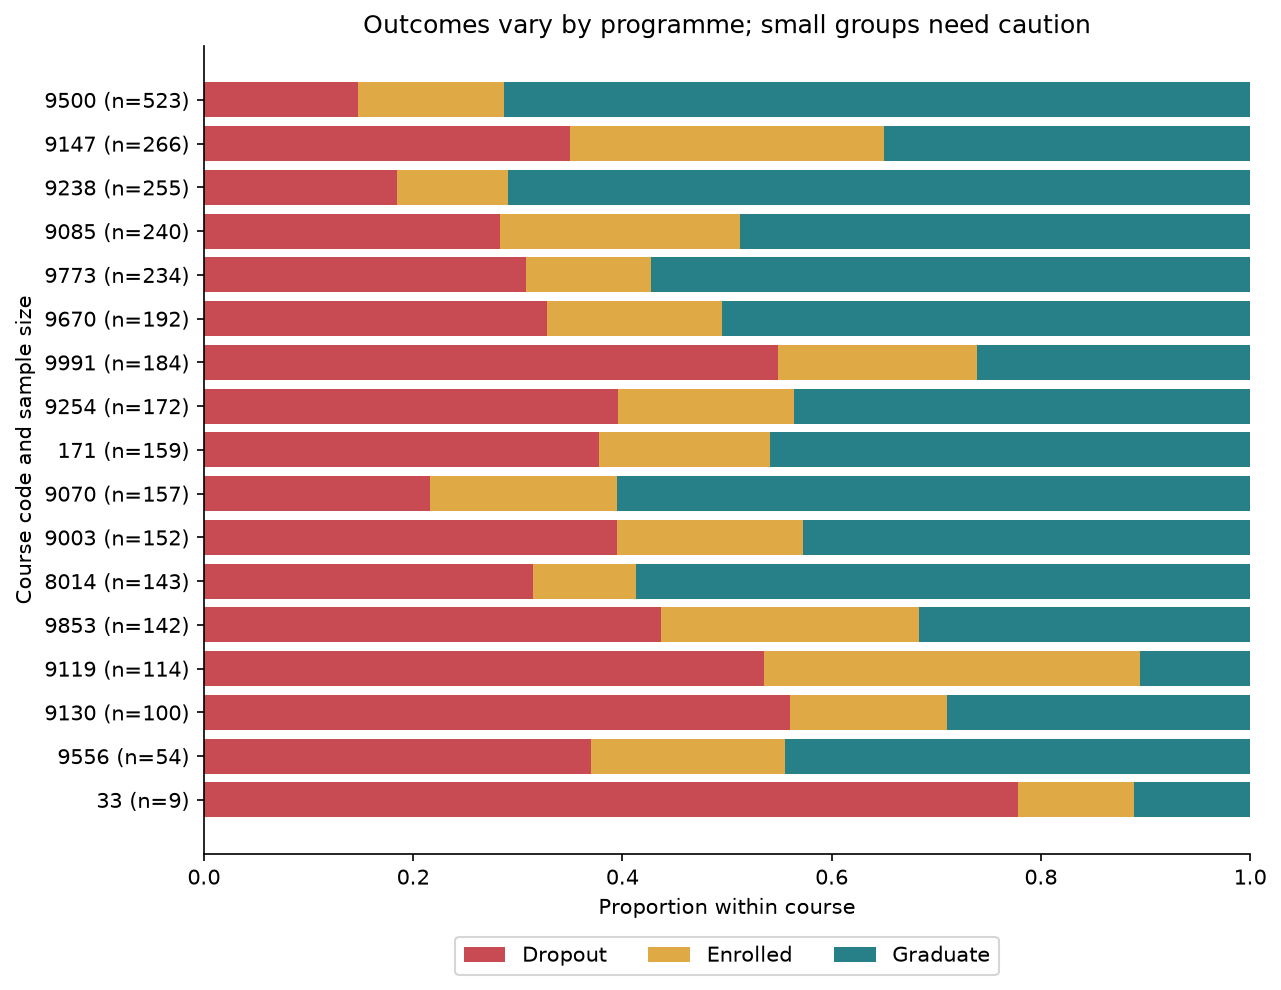 Outcomes vary by programme; small groups need caution
Course code and sample size
9500 (n=523)
9147 (n=266)
9238 (n=255)
9085 (n=240)
9773 (n=234)
9670 (n=192)
9991 (n=184)
9254 (n=172)
171 (n=159)
9070 (n=157)
9003 (n=152)
8014 (n=143)
9853 (n=142)
9119 (n=114)
9130 (n=100)
9556 (n=54)
33 (n=9)
0.0 0.2 0.4 0.6 0.8 1.0
Proportion within course
Dropout Enrolled Graduate